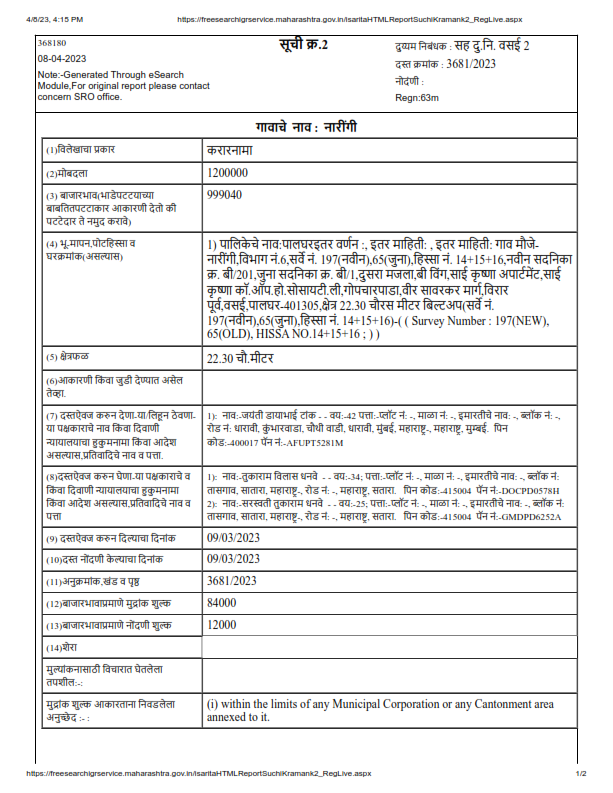 4/8/23, 4:15 PM https://freesearchigrservice.maharashtra.gov.in/isaritaHTMLReportSuchiKramank2_RegLive.aspx
368180
08-04-2023
Note:-Generated Through eSearch
Module,For original report please contact
concern SRO office.
सूची क्र.2
दुय्यम निबंधक : सह दु.नि. वसई 2
दस्त क्रमांक : 3681/2023
नोदंणी :
Regn:63m
गावाचे नाव : नारींगी
(1)विलेखाचा प्रकार करारनामा
(2)मोबदला 1200000
(3) बाजारभाव(भाडेपटटयाच्या
बाबतितपटटाकार आकारणी देतो की
पटटेदार ते नमुद करावे)
999040
(4) भू-मापन,पोटहिस्सा व
घरक्रमांक(असल्यास)
1) पालिकेचे नाव:पालघरइतर वर्णन :, इतर माहिती: , इतर माहिती: गाव मौजे-
नारींगी,विभाग नं.6,सर्वे नं. 197(नवीन),65(जुना),हिस्सा नं. 14+15+16,नवीन सदनिका
क्र. बी/201,जुना सदनिका क्र. बी/1,दुसरा मजला,बी विंग,साई कृष्णा अपार्टमेंट,साई
कृष्णा कॉ.ऑप.हो.सोसायटी.ली,गोपचारपाडा,वीर सावरकर मार्ग,विरार
पूर्व,वसई,पालघर-401305,क्षेत्र 22.30 चौरस मीटर बिल्टअप(सर्वे नं.
197(नवीन),65(जुना),हिस्सा नं. 14+15+16)-( ( Survey Number : 197(NEW),
65(OLD), HISSA NO.14+15+16 ; ) )
(5) क्षेत्रफळ 22.30 चौ.मीटर
(6)आकारणी किंवा जुडी देण्यात असेल
तेव्हा.
(7) दस्तऐवज करुन देणा-या/लिहून ठेवणा-
या पक्षकाराचे नाव किंवा दिवाणी
न्यायालयाचा हुकुमनामा किंवा आदेश
असल्यास,प्रतिवादिचे नाव व पत्ता.
1): नाव:-जयंती डायाभाई टांक - - वय:-42 पत्ता:-प्लॉट नं: -, माळा नं: -, इमारतीचे नाव: -, ब्लॉक नं: -,
रोड नं: धारावी, कुंभारवाडा, चौथी वाडी, धारावी, मुंबई, महाराष्ट्र-, महाराष्ट्र, मुम्बई. पिन
कोड:-400017 पॅन नं:-AFUPT5281M
(8)दस्तऐवज करुन घेणा-या पक्षकाराचे व
किंवा दिवाणी न्यायालयाचा हुकुमनामा
किंवा आदेश असल्यास,प्रतिवादिचे नाव व
पत्ता
1): नाव:-तुकाराम विलास धनवे - - वय:-34; पत्ता:-प्लॉट नं: -, माळा नं: -, इमारतीचे नाव: -, ब्लॉक नं:
तासगाव, सातारा, महाराष्ट्र-, रोड नं: -, महाराष्ट्र, सतारा. पिन कोड:-415004 पॅन नं:-DOCPD0578H
2): नाव:-सरस्वती तुकाराम धनवे - - वय:-25; पत्ता:-प्लॉट नं: -, माळा नं: -, इमारतीचे नाव: -, ब्लॉक नं:
तासगाव, सातारा, महाराष्ट्र-, रोड नं: -, महाराष्ट्र, सतारा. पिन कोड:-415004 पॅन नं:-GMDPD6252A
(9) दस्तऐवज करुन दिल्याचा दिनांक 09/03/2023
(10)दस्त नोंदणी केल्याचा दिनांक 09/03/2023
(11)अनुक्रमांक,खंड व पृष्ठ 3681/2023
(12)बाजारभावाप्रमाणे मुद्रांक शुल्क 84000
(13)बाजारभावाप्रमाणे नोंदणी शुल्क 12000
(14)शेरा
मुल्यांकनासाठी विचारात घेतलेला
तपशील:-:
मुद्रांक शुल्क आकारताना निवडलेला
अनुच्छेद :- :
(i) within the limits of any Municipal Corporation or any Cantonment area
annexed to it.
https://freesearchigrservice.maharashtra.gov.in/isaritaHTMLReportSuchiKramank2_RegLive.aspx 1/2